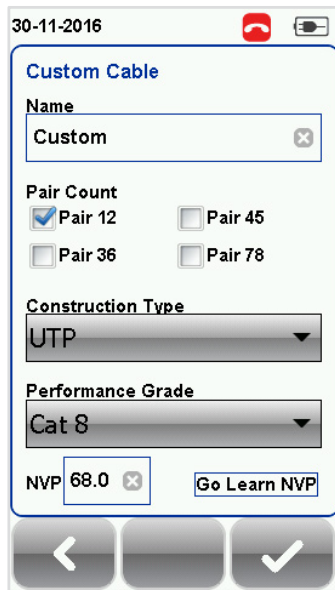 30-11-2016
Custom Cable
Name
Custom
Pair Count
Pair 12 Pair 45
Pair 36 Pair 78
Construction Type
UTP
Performance Grade
Cat 8
NVP 68.0 Go Learn NVP